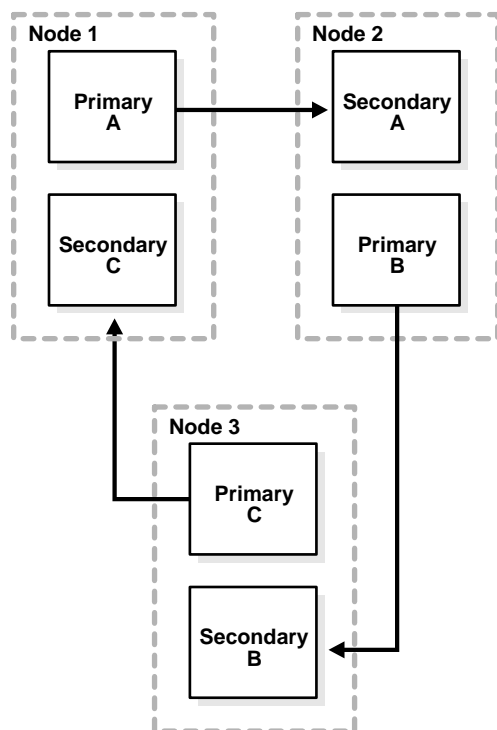 Node 1
Primary
A
Secondary
C
Node 2
Secondary
A
Primary
B
Node 3
Primary
C
Secondary
B